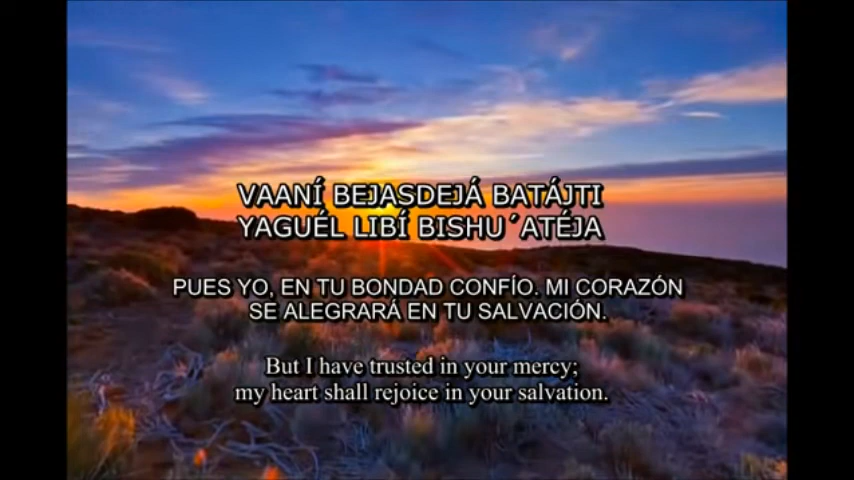 VAANÍ BEJASDEJÁ BATÁJTI
YAGUÉL LIBÍ BISHU´ATÉJA
PUES YO, EN TU BONDAD CONFÍO. MI CORAZÓN
SE ALEGRARÁ EN TU SALVACIÓN.
But I have trusted in your mercy;
my heart shall rejoice in your salvation.